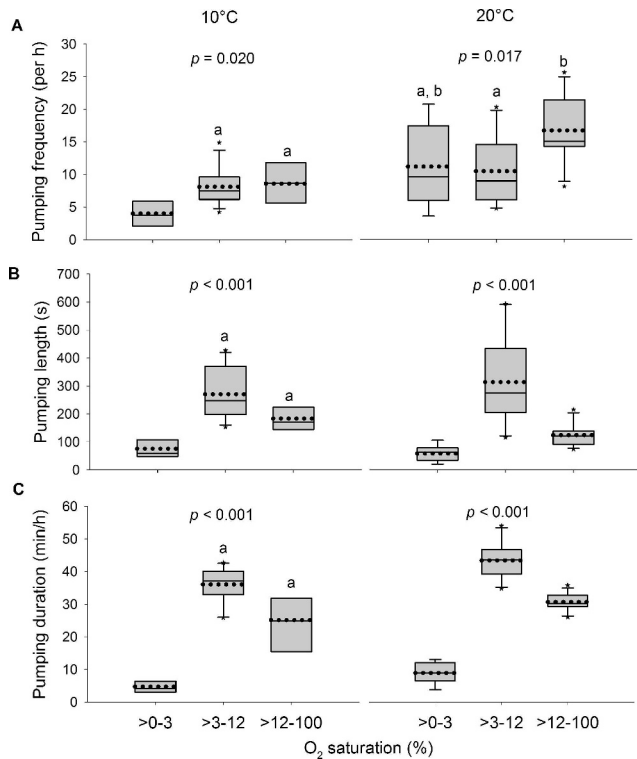 10°C 20°C
A
Pumping frequency (per h)
30
25
20
15
10
5
0
p = 0.020
a
a
p = 0.017
a, b
a
b
B
Pumping length (s)
700
600
500
400
300
200
100
0
p < 0.001
a
a
p < 0.001
C
Pumping duration (min/h)
60
50
40
30
20
10
0
p < 0.001
a
a
p < 0.001
>0-3 >3-12 >12-100 >0-3 >3-12 >12-100
O₂ saturation (%)